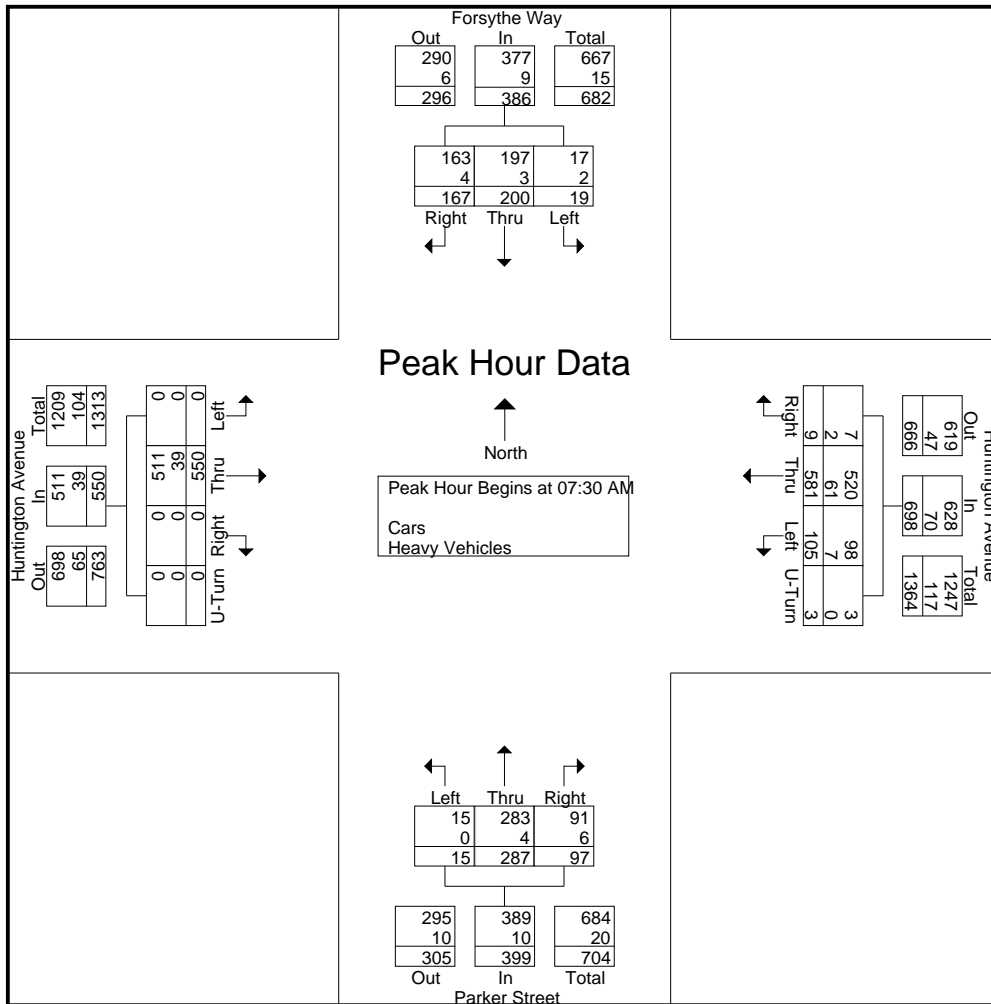 Forsythe Way
Out In Total
290 377 667
6 9 15
296 386 682
163 197 17
4 3 2
167 200 19
Right Thru Left
Peak Hour Data
North
Peak Hour Begins at 07:30 AM
Cars
Heavy Vehicles
Huntington Avenue
Total In Out
1209 511 698
104 39 65
1313 550 763
0 511 0 0
0 39 0 0
0 550 0 0
Left Thru Right U-Turn
Huntington Avenue
Out In Total
619 628 1247
47 70 117
666 698 1364
7 520 98 3
2 61 7 0
9 581 105 3
Right Thru Left U-Turn
Left Thru Right
15 283 91
0 4 6
15 287 97
295 389 684
10 10 20
305 399 704
Out In Total
Parker Street